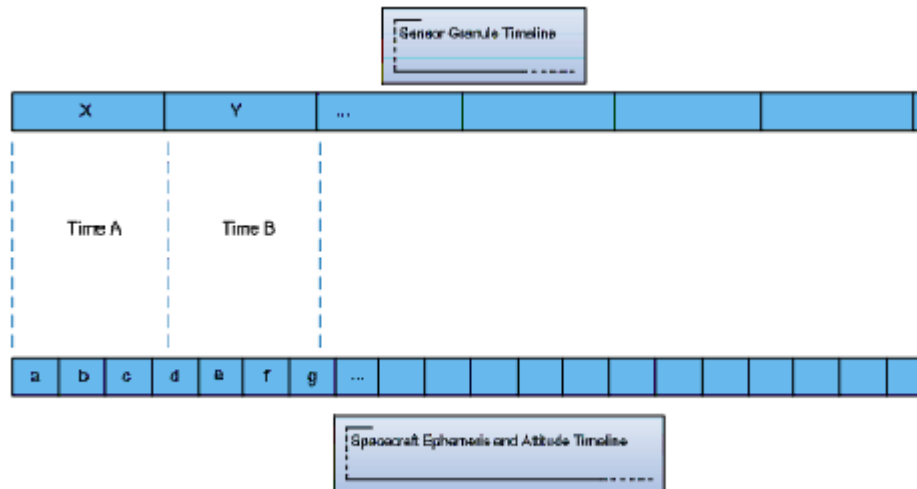 Sensor Granule Timeline
X Y ...
Time A Time B
a b c d e f g ...
Spacecraft Ephemeris and Attitude Timeline